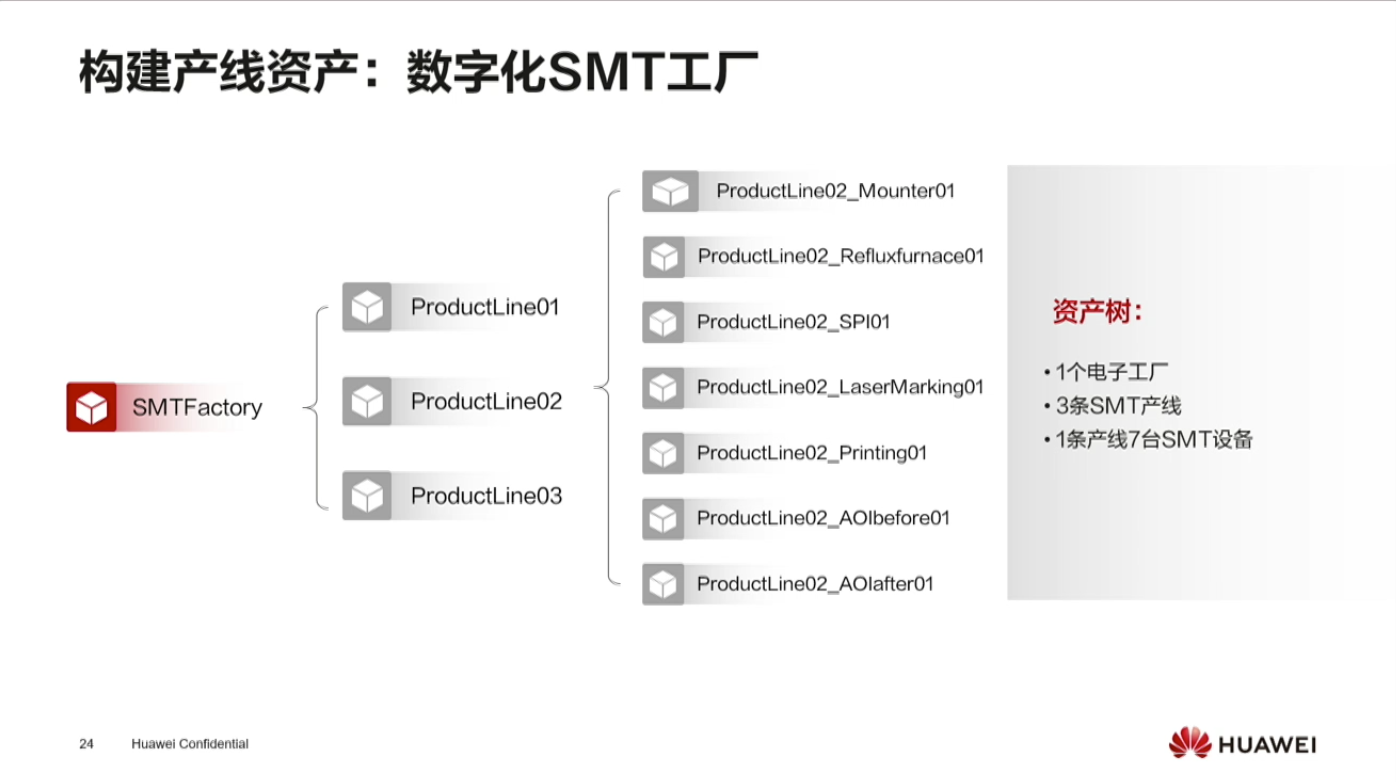 构建产线资产：数字化SMT工厂
SMTFactory
ProductLine01
ProductLine02
ProductLine03
ProductLine02_Mounter01
ProductLine02_Refluxfurnace01
ProductLine02_SPI01
ProductLine02_LaserMarking01
ProductLine02_Printing01
ProductLine02_AOIbefore01
ProductLine02_AOIafter01
资产树：
• 1个电子工厂
• 3条SMT产线
• 1条产线7台SMT设备
24 Huawei Confidential
HUAWEI